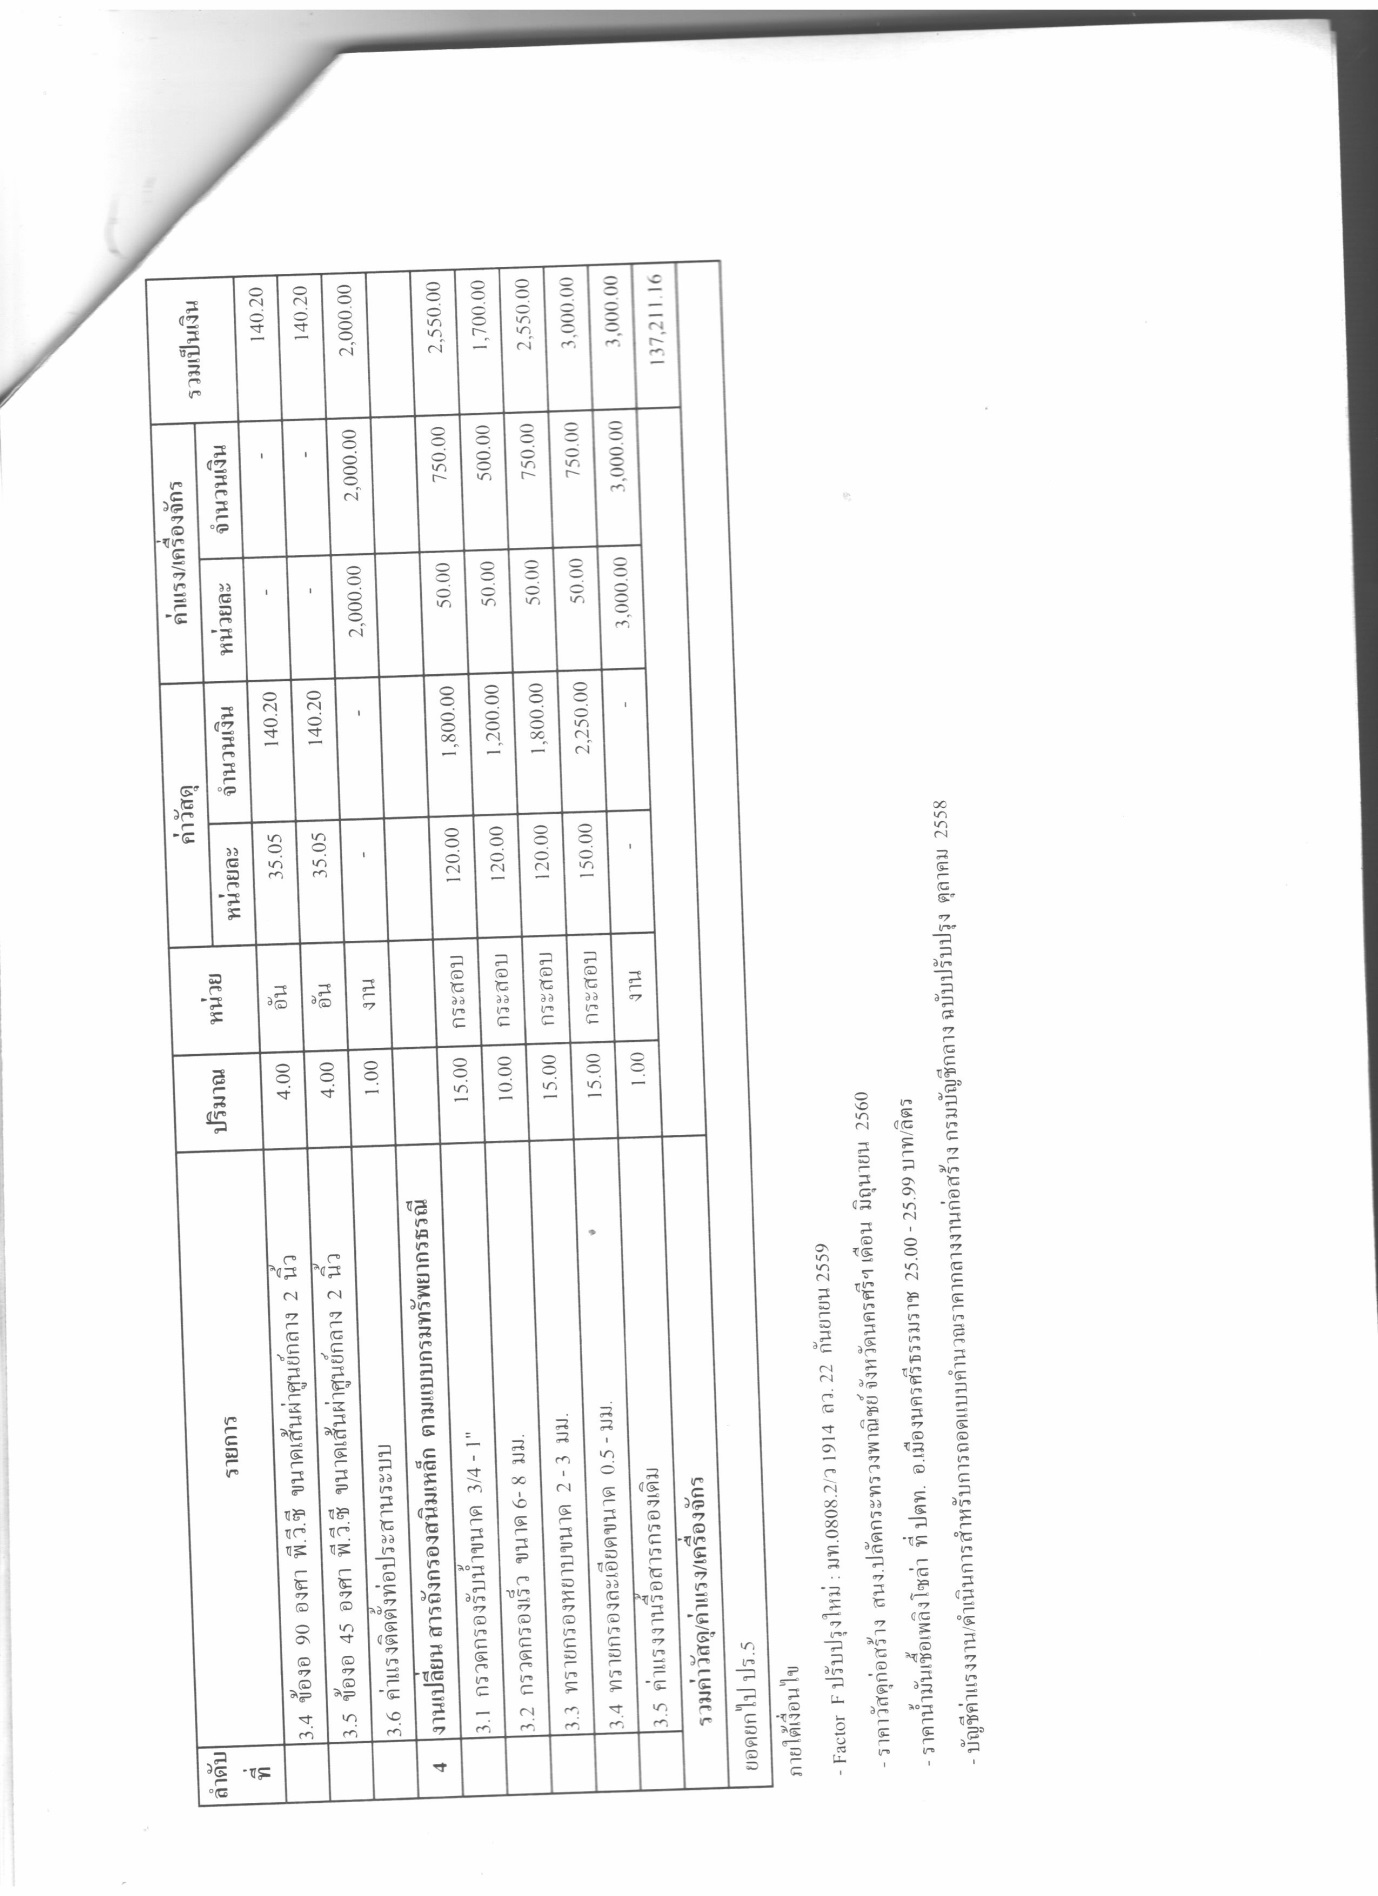 ลำดับที่ รายการ ปริมาณ หน่วย ค่าวัสดุ ค่าแรง/เครื่องจักร รวมเป็นเงิน
หน่วยละ จำนวนเงิน หน่วยละ จำนวนเงิน
3.4 ข้องอ 90 องศา พี.วี.ซี ขนาดเส้นผ่าศูนย์กลาง 2 นิ้ว 4.00 อัน 35.05 140.20 - - 140.20
3.5 ข้องอ 45 องศา พี.วี.ซี ขนาดเส้นผ่าศูนย์กลาง 2 นิ้ว 4.00 อัน 35.05 140.20 - - 140.20
3.6 ค่าแรงติดตั้งท่อประสานระบบ 1.00 งาน - - 2,000.00 2,000.00 2,000.00
4 งานเปลี่ยน สารถังกรองสนิมเหล็ก ตามแบบกรมทรัพยากรธรณี
3.1 กรวดกรองรับน้ำขนาด 3/4 - 1" 15.00 กระสอบ 120.00 1,800.00 50.00 750.00 2,550.00
3.2 กรวดกรองเร็ว ขนาด 6- 8 มม. 10.00 กระสอบ 120.00 1,200.00 50.00 500.00 1,700.00
3.3 ทรายกรองหยาบขนาด 2 - 3 มม. 15.00 กระสอบ 120.00 1,800.00 50.00 750.00 2,550.00
3.4 ทรายกรองละเอียดขนาด 0.5 - มม. 15.00 กระสอบ 150.00 2,250.00 50.00 750.00 3,000.00
3.5 ค่าแรงงานรื้อสารกรองเดิม 1.00 งาน - - 3,000.00 3,000.00 3,000.00
รวมค่าวัสดุ/ค่าแรง/เครื่องจักร 137,211.16
ยอดยกไป ปร.5
ภายใต้เงื่อนไข
- Factor F ปรับปรุงใหม่ : มท.0808.2/ว 1914 ลว. 22 กันยายน 2559
- ราคาวัสดุก่อสร้าง สนง.ปลัดกระทรวงพาณิชย์ จังหวัดนครศรีฯ เดือน มิถุนายน 2560
- ราคาน้ำมันเชื้อเพลิงโซล่า ที่ ปตท. อ.เมืองนครศรีธรรมราช 25.00 - 25.99 บาท/ลิตร
- บัญชีค่าแรงงาน/ดำเนินการสำหรับการถอดแบบคำนวณราคากลางงานก่อสร้าง กรมบัญชีกลาง ฉบับปรับปรุง ตุลาคม 2558